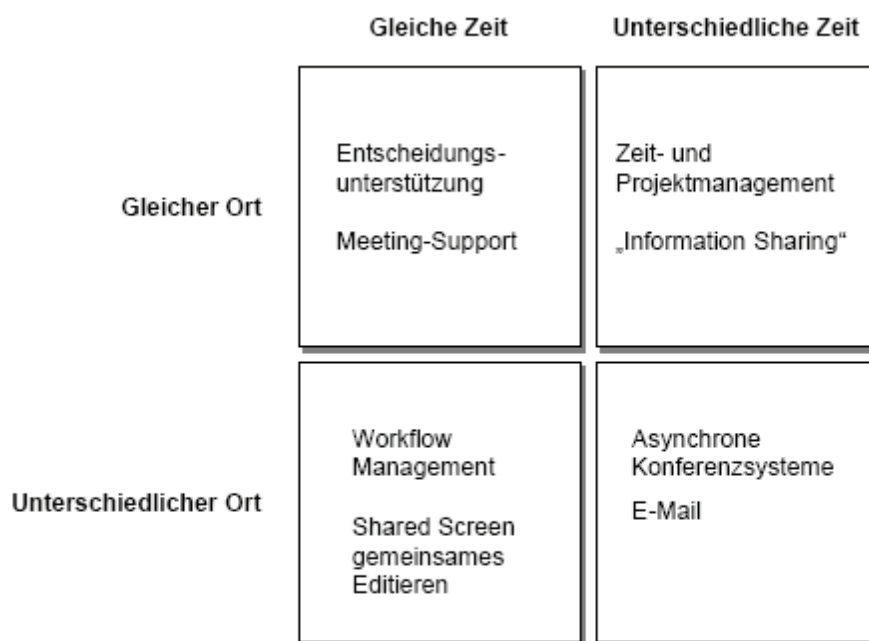 Gleiche Zeit
Unterschiedliche Zeit
Gleicher Ort
Entscheidungs-
unterstützung
Meeting-Support
Zeit- und
Projektmanagement
„Information Sharing“
Unterschiedlicher Ort
Workflow
Management
Shared Screen
gemeinsames
Editieren
Asynchrone
Konferenzsysteme
E-Mail